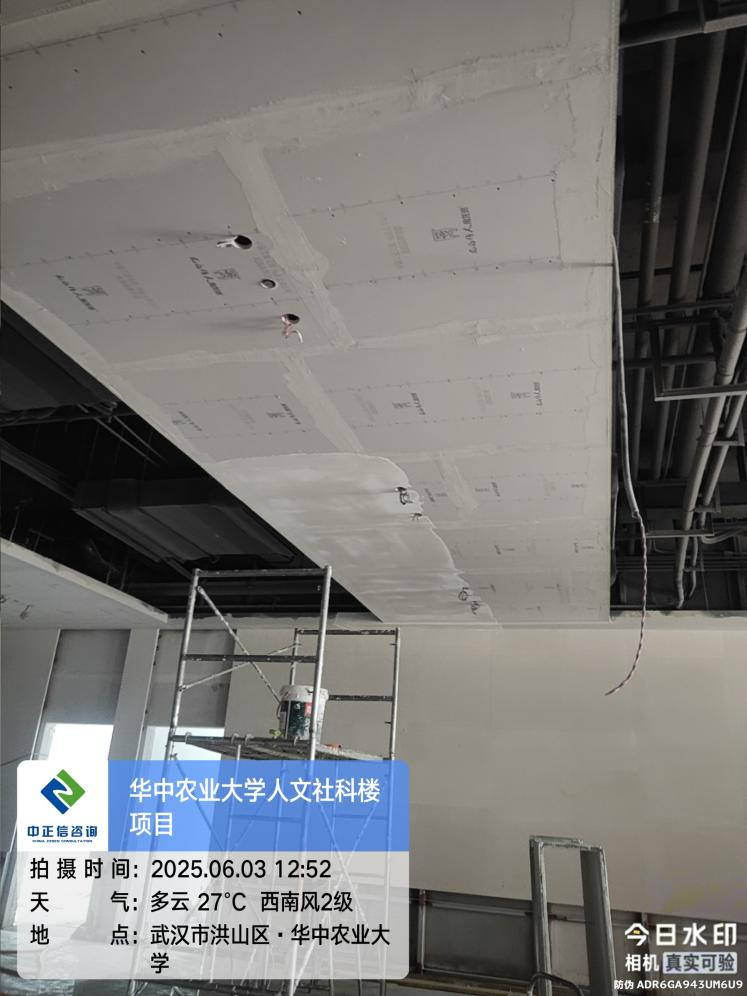 华中农业大学人文社科楼
项目
中正信咨询
拍摄时间：2025.06.03 12:52
天气：多云 27°C 西南风2级
地点：武汉市洪山区·华中农业大
学
今日水印
相机 真实可验
防伪 ADR6GA943UM6U9